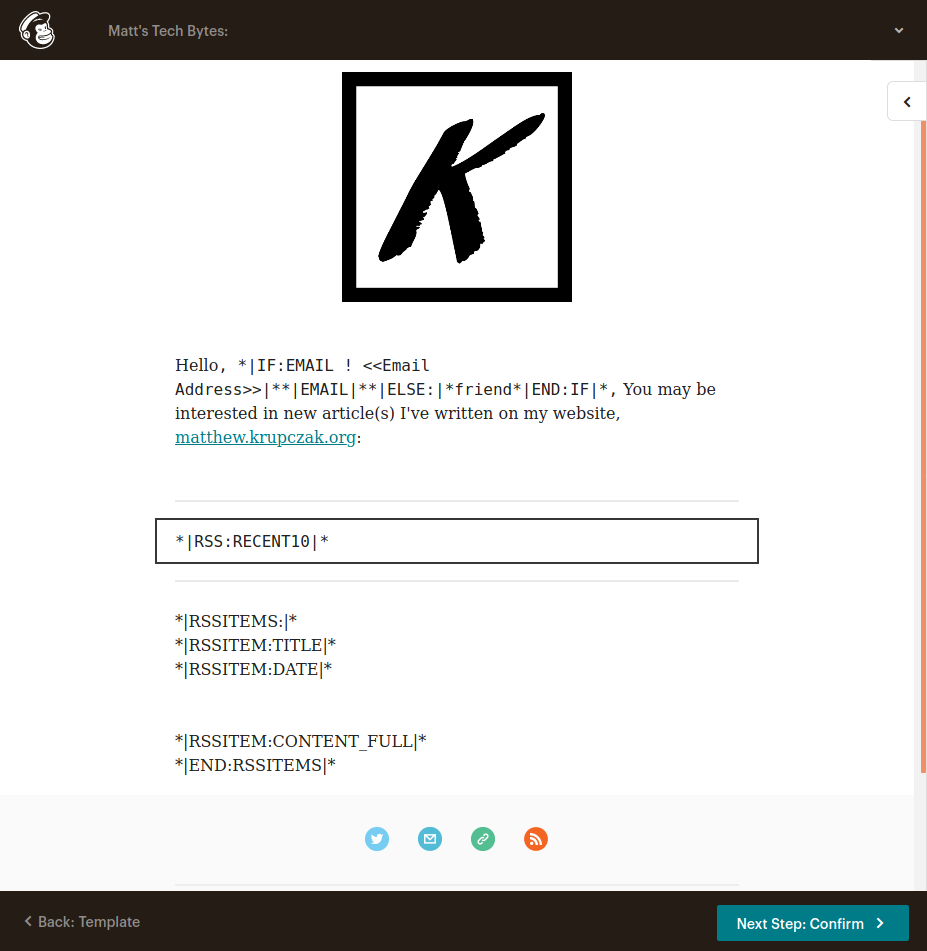 Matt's Tech Bytes:
K
Hello, *|IF:EMAIL ! <<Email
Address>>|**|EMAIL|**|ELSE:|*friend*|END:IF|*, You may be
interested in new article(s) I've written on my website,
matthew.krupczak.org:
*|RSS:RECENT10|*
*|RSSITEMS:|*
*|RSSITEM:TITLE|*
*|RSSITEM:DATE|*
*|RSSITEM:CONTENT_FULL|*
*|END:RSSITEMS|*
Back: Template
Next Step: Confirm